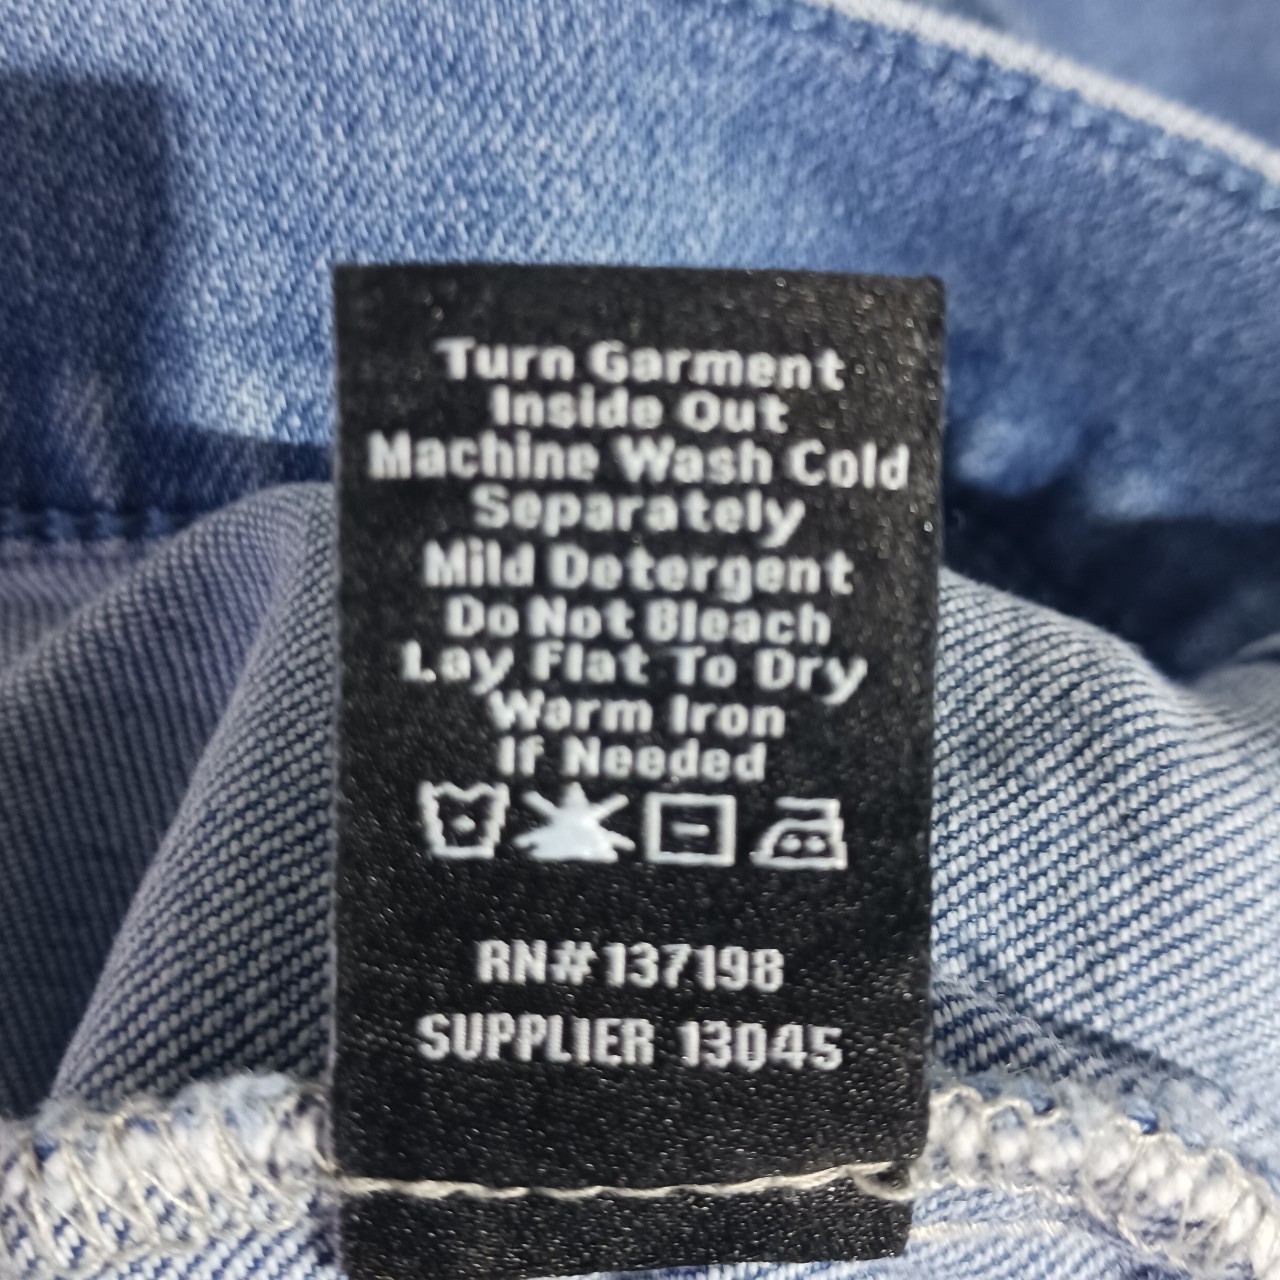 Turn Garment
Inside Out
Machine Wash Cold
Separately
Mild Detergent
Do Not Bleach
Lay Flat To Dry
Warm Iron
If Needed
RN#137198
SUPPLIER 13045